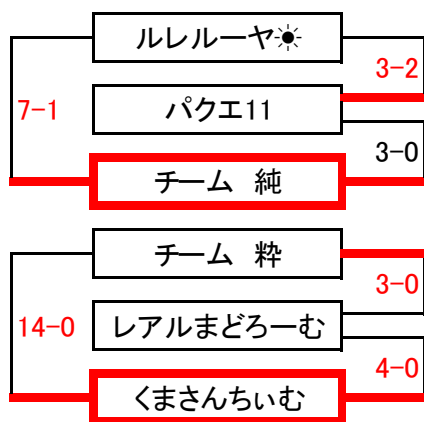 ルレルーヤ☀
3-2
7-1
パクエ11
3-0
チーム 純
チーム 粋
3-0
14-0
レアルまどろーむ
4-0
くまさんちぃむ